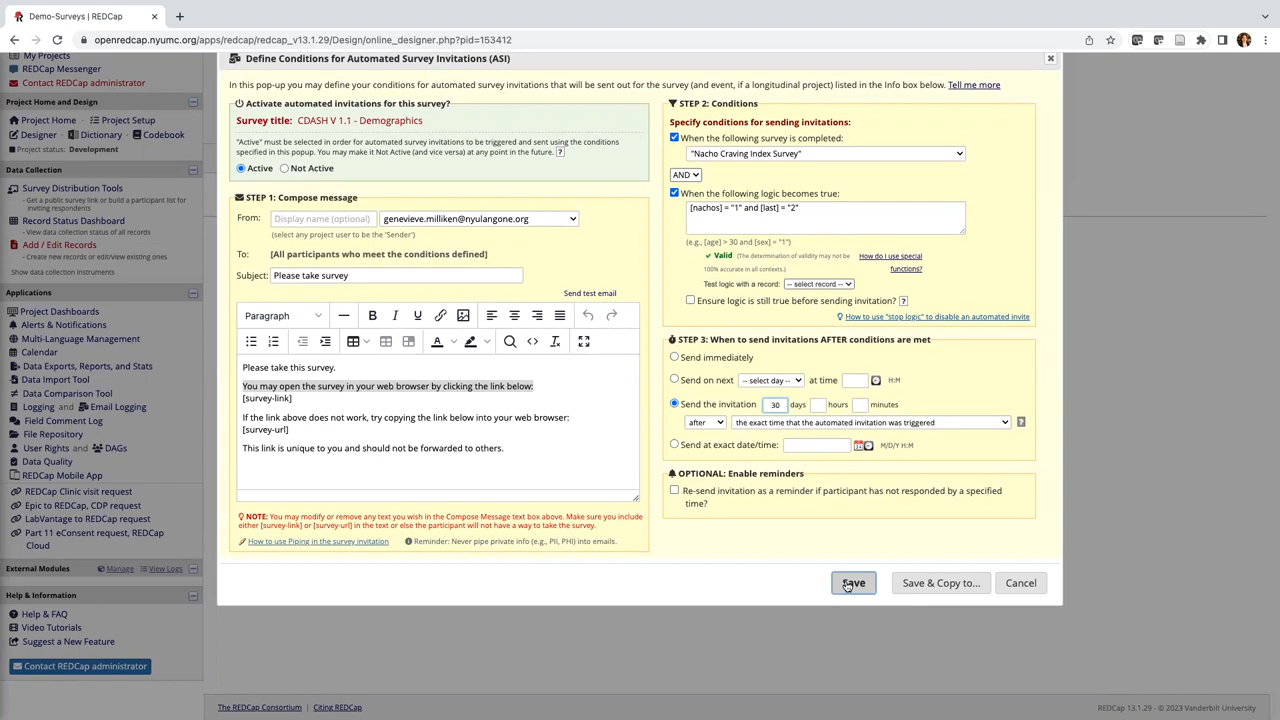 Demo-Surveys | REDCap
openredcap.nyumc.org/apps/redcap/redcap_v13.1.29/Design/online_designer.php?pid=153412
My Projects
REDCap Messenger
Contact REDCap administrator
Project Home and Design
Project Home
Project Setup
Designer
Dictionary
Codebook
Project status: Development
Data Collection
Survey Distribution Tools
- Get a public survey link or build a participant list for
inviting respondents
Record Status Dashboard
- View data collection status of all records
Add / Edit Records
- Create new records or edit/view existing ones
Show data collection instruments
Applications
Project Dashboards
Alerts & Notifications
Multi-Language Management
Calendar
Data Exports, Reports, and Stats
Data Import Tool
Data Comparison Tool
Logging and Email Logging
Field Comment Log
File Repository
User Rights and DAGs
Data Quality
REDCap Mobile App
REDCap Clinic visit request
Epic to REDCap, CDP request
LabVantage to REDCap request
Part 11 eConsent request, REDCap
Cloud
External Modules Manage View Logs
Help & Information
Help & FAQ
Video Tutorials
Suggest a New Feature
Contact REDCap administrator
Define Conditions for Automated Survey Invitations (ASI)
In this pop-up you may define your conditions for automated survey invitations that will be sent out for the survey (and event, if a longitudinal project) listed in the Info box below. Tell me more
Activate automated invitations for this survey?
Survey title: CDASH V 1.1 - Demographics
"Active" must be selected in order for automated survey invitations to be triggered and sent using the conditions
specified in this popup. You may make it Not Active (and vice versa) at any point in the future. ?
Active Not Active
STEP 1: Compose message
From: Display name (optional) genevieve.milliken@nyulangone.org
(select any project user to be the 'Sender')
To: [All participants who meet the conditions defined]
Subject: Please take survey
Send test email
Paragraph B I A
Please take this survey.
You may open the survey in your web browser by clicking the link below:
[survey-link]
If the link above does not work, try copying the link below into your web browser:
[survey-url]
This link is unique to you and should not be forwarded to others.
NOTE: You may modify or remove any text you wish in the Compose Message text box above. Make sure you include
either [survey-link] or [survey-url] in the text or else the participant will not have a way to take the survey.
How to use Piping in the survey invitation
Reminder: Never pipe private info (e.g., PII, PHI) into emails.
STEP 2: Conditions
Specify conditions for sending invitations:
When the following survey is completed:
"Nacho Craving Index Survey"
AND
When the following logic becomes true:
[nachos] = "1" and [last] = "2"
(e.g., [age] > 30 and [sex] = "1")
Valid (The determination of validity may not be
100% accurate in all contexts.)
How do I use special
functions?
Test logic with a record: -- select record --
Ensure logic is still true before sending invitation? ?
How to use "stop logic" to disable an automated invite
STEP 3: When to send invitations AFTER conditions are met
Send immediately
Send on next -- select day -- at time H:M
Send the invitation 30 days hours minutes
after the exact time that the automated invitation was triggered ?
Send at exact date/time: M/D/Y H:M
OPTIONAL: Enable reminders
Re-send invitation as a reminder if participant has not responded by a specified
time?
Save
Save & Copy to...
Cancel
The REDCap Consortium
Citing REDCap
REDCap 13.1.29 - © 2023 Vanderbilt University